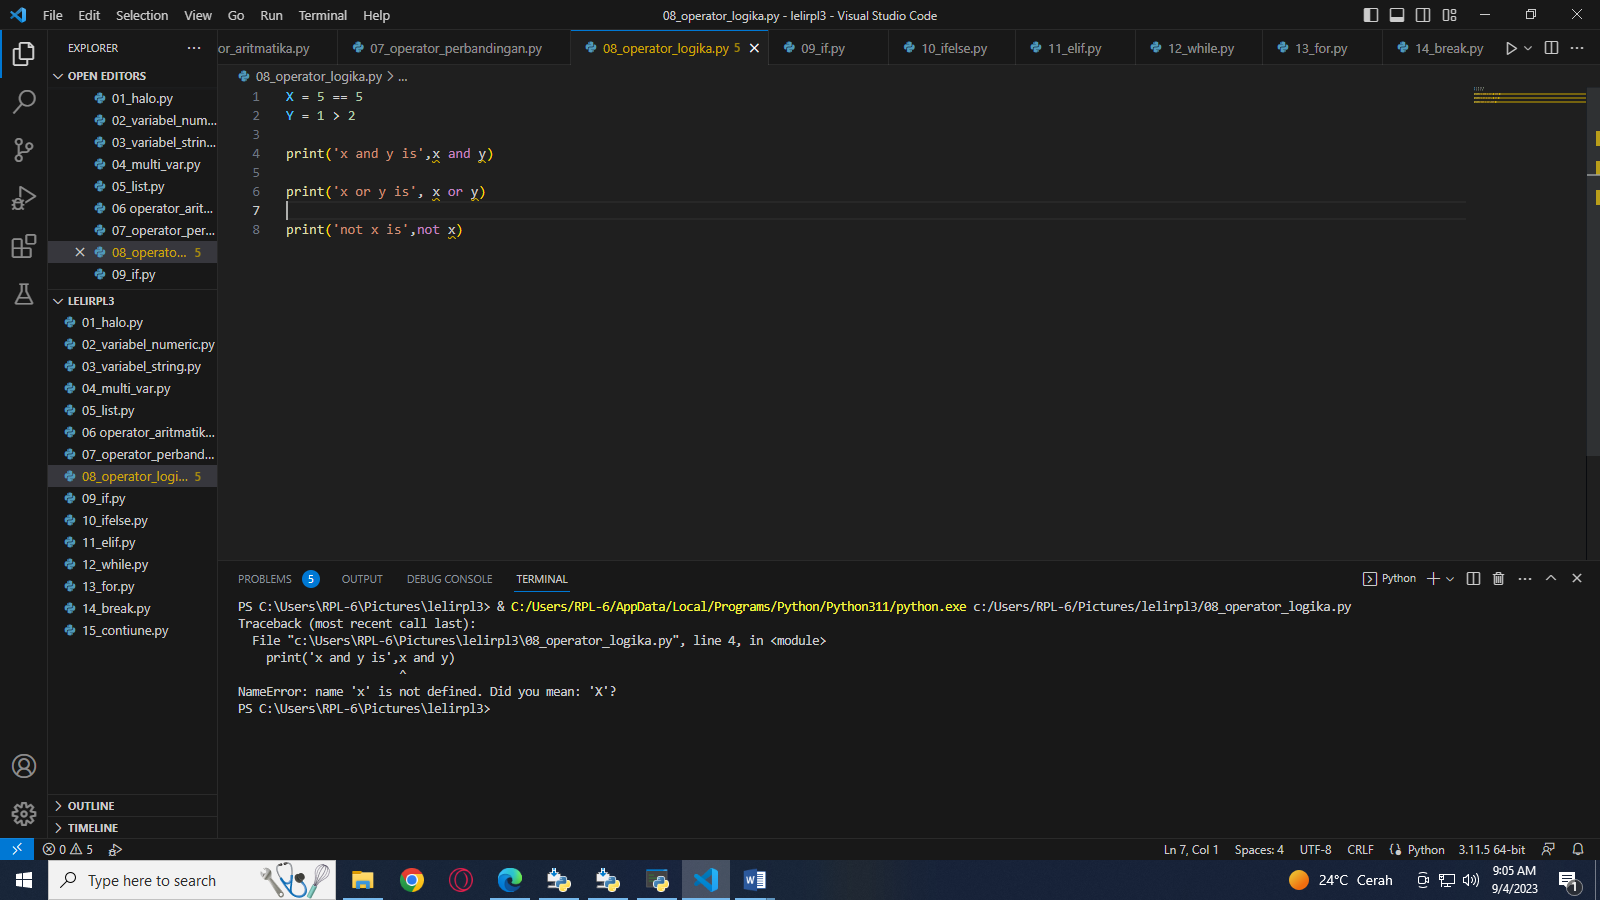 File Edit Selection View Go Run Terminal Help
08_operator_logika.py - lelirpl3 - Visual Studio Code
EXPLORER
or_aritmatika.py 07_operator_perbandingan.py 08_operator_logika.py 5 09_if.py 10_ifelse.py 11_elif.py 12_while.py 13_for.py 14_break.py
OPEN EDITORS
01_halo.py
02_variabel_num...
03_variabel_strin...
04_multi_var.py
05_list.py
06 operator_arit...
07_operator_per...
08_operato... 5
09_if.py
LELIRPL3
01_halo.py
02_variabel_numeric.py
03_variabel_string.py
04_multi_var.py
05_list.py
06 operator_aritmatik...
07_operator_perband...
08_operator_logi... 5
09_if.py
10_ifelse.py
11_elif.py
12_while.py
13_for.py
14_break.py
15_contiune.py
OUTLINE
TIMELINE
08_operator_logika.py > ...
1 X = 5 == 5
2 Y = 1 > 2
3
4 print('x and y is',x and y)
5
6 print('x or y is', x or y)
7
8 print('not x is',not x)
PROBLEMS 5 OUTPUT DEBUG CONSOLE TERMINAL
Python
PS C:\Users\RPL-6\Pictures\lelirpl3> & C:/Users/RPL-6/AppData/Local/Programs/Python/Python311/python.exe c:/Users/RPL-6/Pictures/lelirpl3/08_operator_logika.py
Traceback (most recent call last):
File "c:\Users\RPL-6\Pictures\lelirpl3\08_operator_logika.py", line 4, in <module>
print('x and y is',x and y)
^
NameError: name 'x' is not defined. Did you mean: 'X'?
PS C:\Users\RPL-6\Pictures\lelirpl3>
0 5
Ln 7, Col 1 Spaces: 4 UTF-8 CRLF Python 3.11.5 64-bit
Type here to search
24°C Cerah
9:05 AM
9/4/2023
1